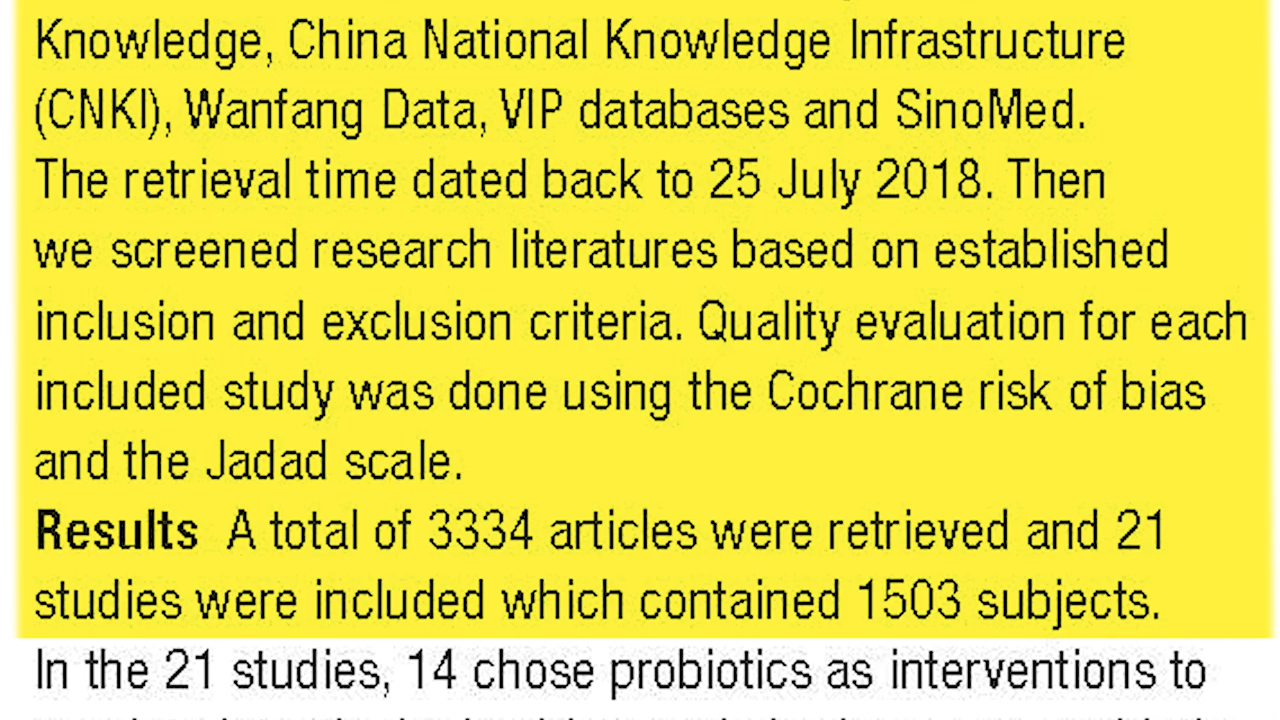 Knowledge, China National Knowledge Infrastructure
(CNKI), Wanfang Data, VIP databases and SinoMed.
The retrieval time dated back to 25 July 2018. Then
we screened research literatures based on established
inclusion and exclusion criteria. Quality evaluation for each
included study was done using the Cochrane risk of bias
and the Jadad scale.
Results A total of 3334 articles were retrieved and 21
studies were included which contained 1503 subjects.
In the 21 studies, 14 chose probiotics as interventions to